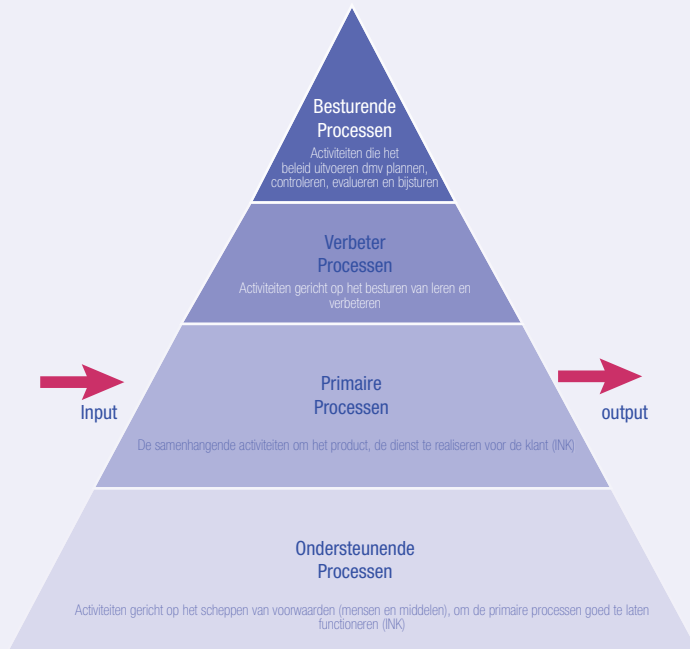 Besturende
Processen
Activiteiten die het
beleid uitvoeren dmv plannen,
controleren, evalueren en bijsturen
Verbeter
Processen
Activiteiten gericht op het besturen van leren en
verbeteren
Primaire
Processen
Input
output
De samenhangende activiteiten om het product, de dienst te realiseren voor de klant (INK)
Ondersteunende
Processen
Activiteiten gericht op het scheppen van voorwaarden (mensen en middelen), om de primaire processen goed te laten
functioneren (INK)